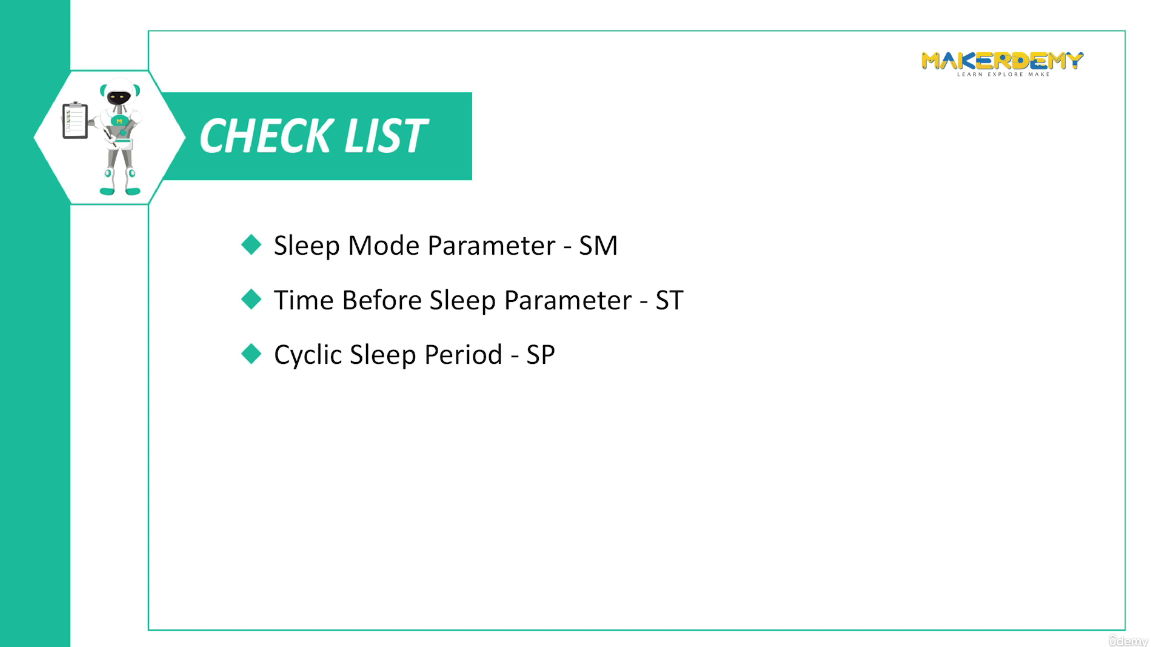 MAKERDEMY
LEARN EXPLORE MAKE
CHECK LIST
Sleep Mode Parameter - SM
Time Before Sleep Parameter - ST
Cyclic Sleep Period - SP
ûdemy